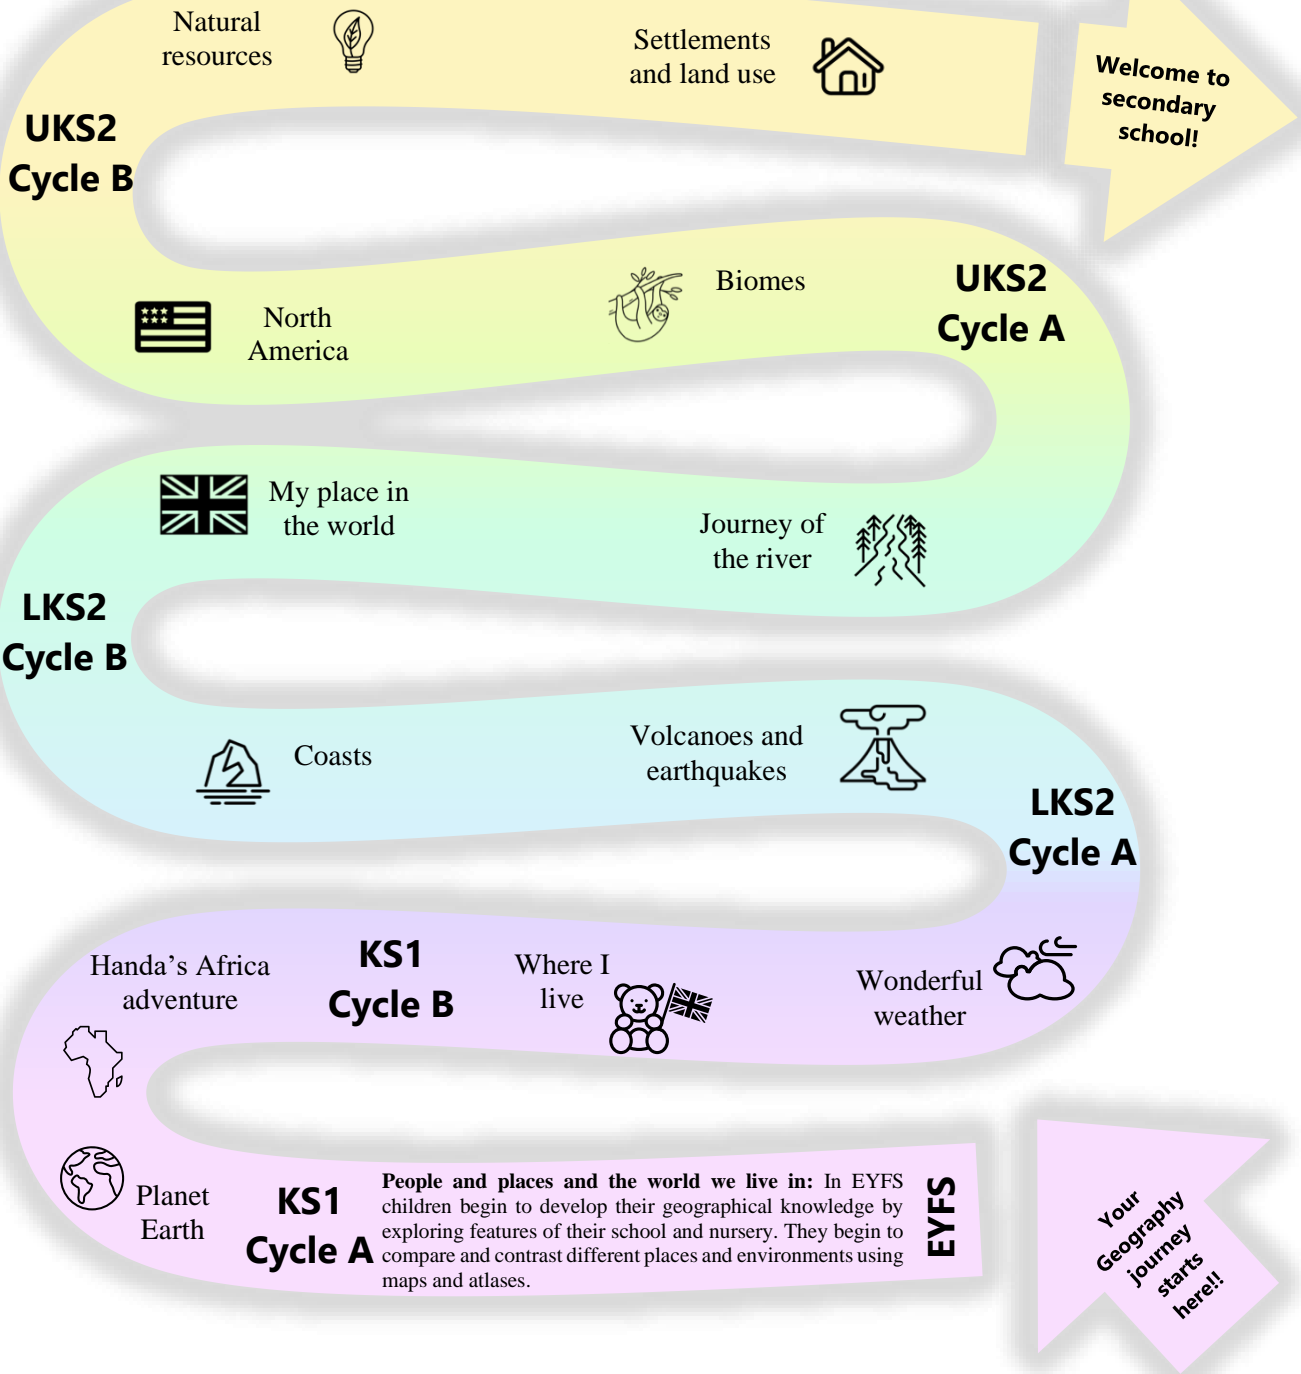 Natural
resources
Settlements
and land use
Welcome to
secondary
school!
UKS2
Cycle B
North
America
Biomes
UKS2
Cycle A
My place in
the world
Journey of
the river
LKS2
Cycle B
Coasts
Volcanoes and
earthquakes
LKS2
Cycle A
Handa’s Africa
adventure
KS1
Cycle B
Where I
live
Wonderful
weather
Planet
Earth
KS1
Cycle A
People and places and the world we live in: In EYFS
children begin to develop their geographical knowledge by
exploring features of their school and nursery. They begin to
compare and contrast different places and environments using
maps and atlases.
EYFS
Your
Geography
journey
starts
here!!